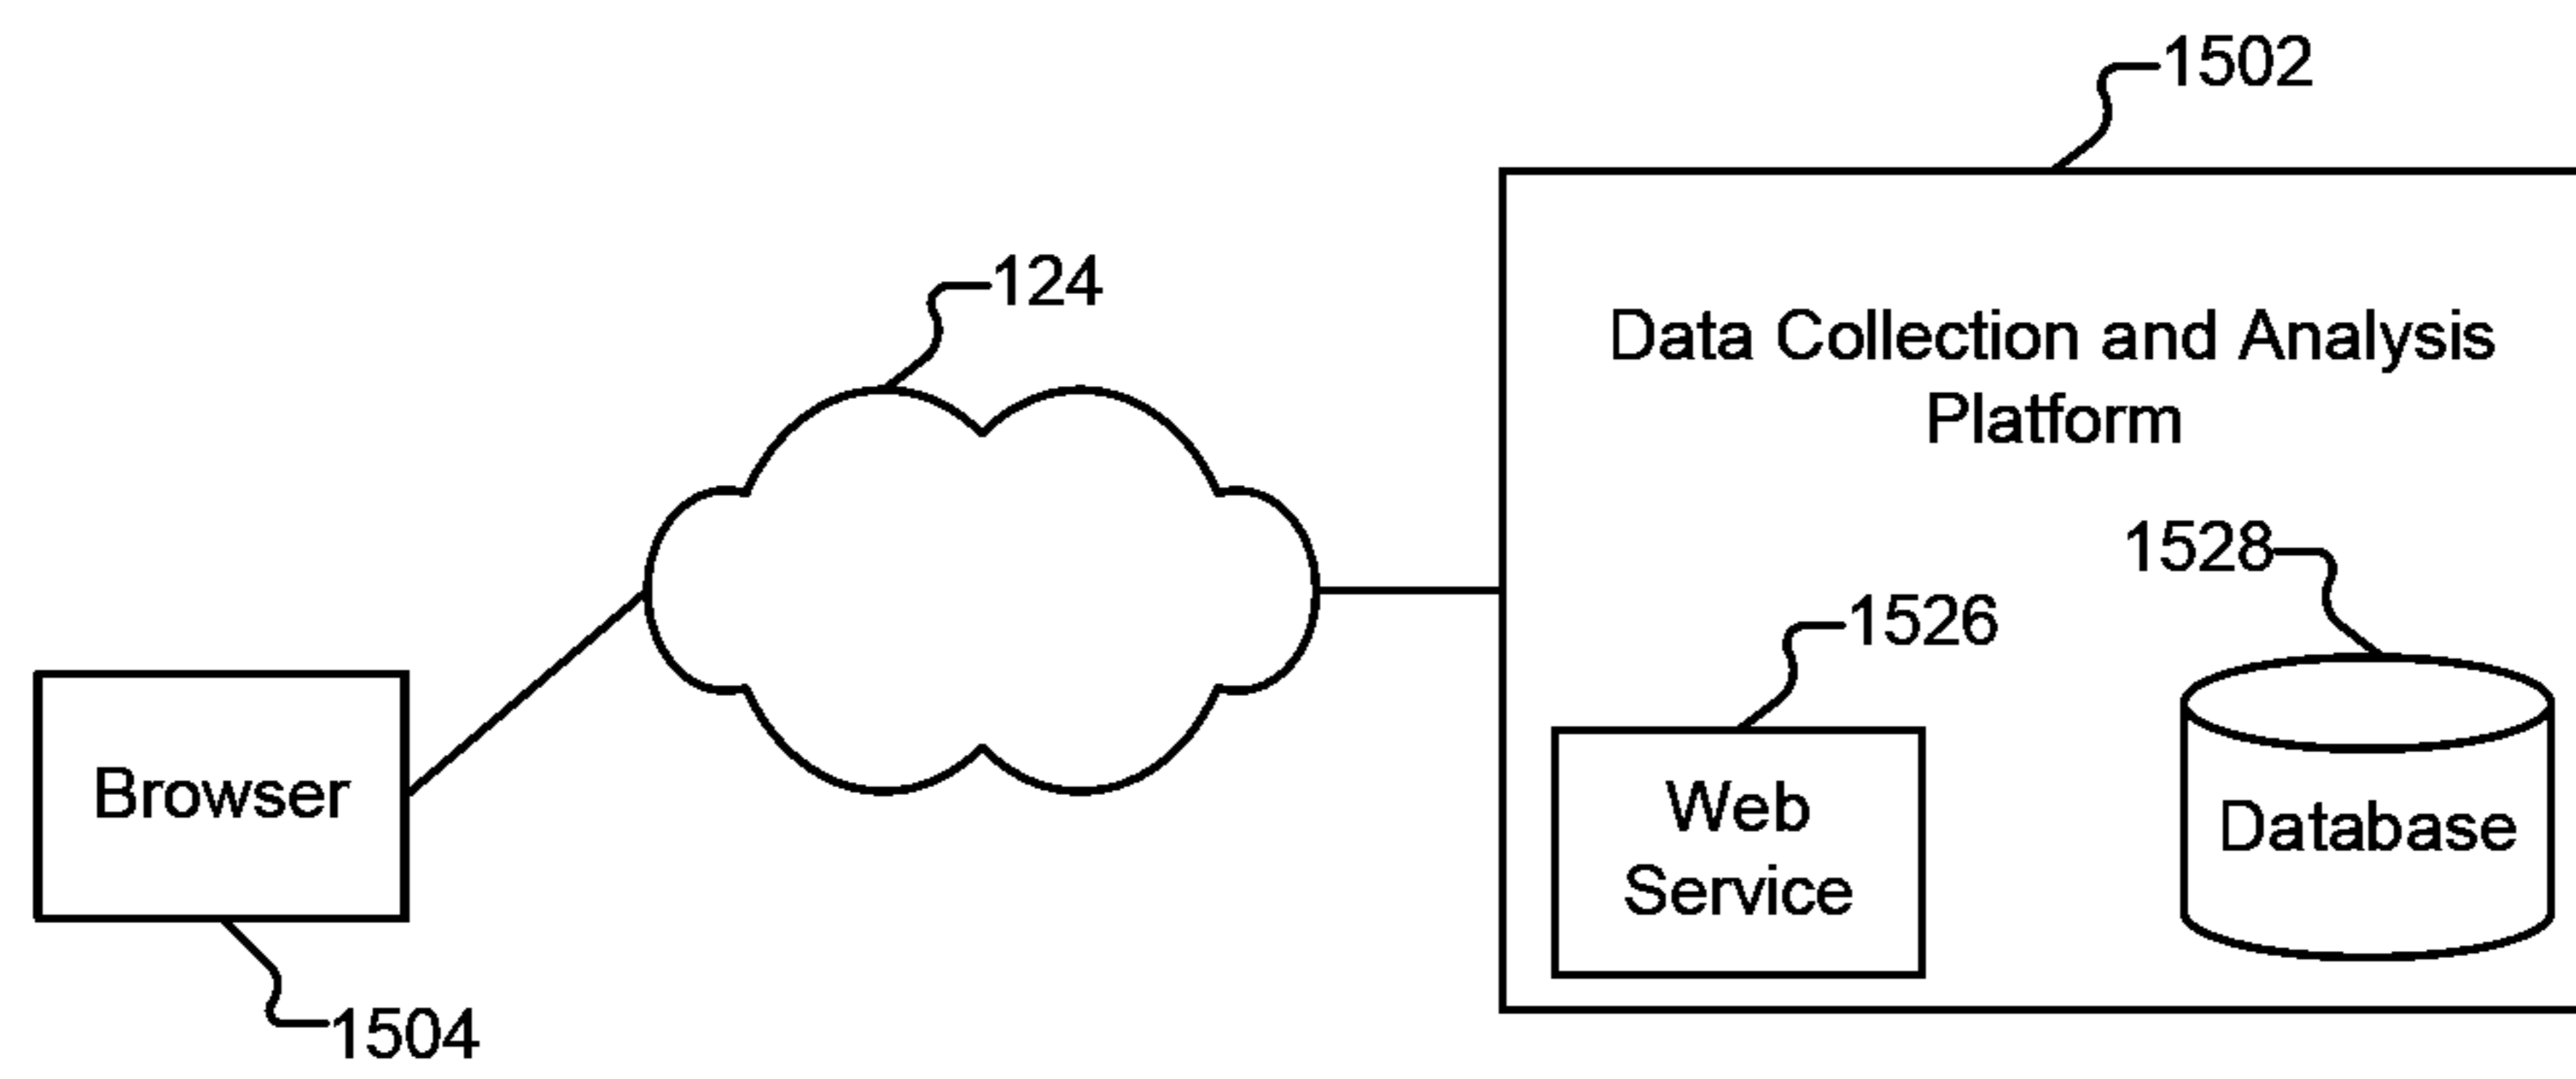 1502
124
Data Collection and Analysis
Platform
1528
1526
Browser
Web
Service
Database
1504